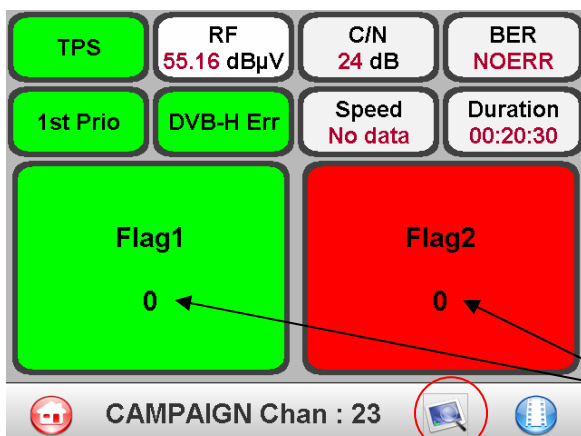 TPS
RF
55.16 dBµV
C/N
24 dB
BER
NOERR
1st Prio
DVB-H Err
Speed
No data
Duration
00:20:30
Flag1
0
Flag2
0
CAMPAIGN Chan : 23